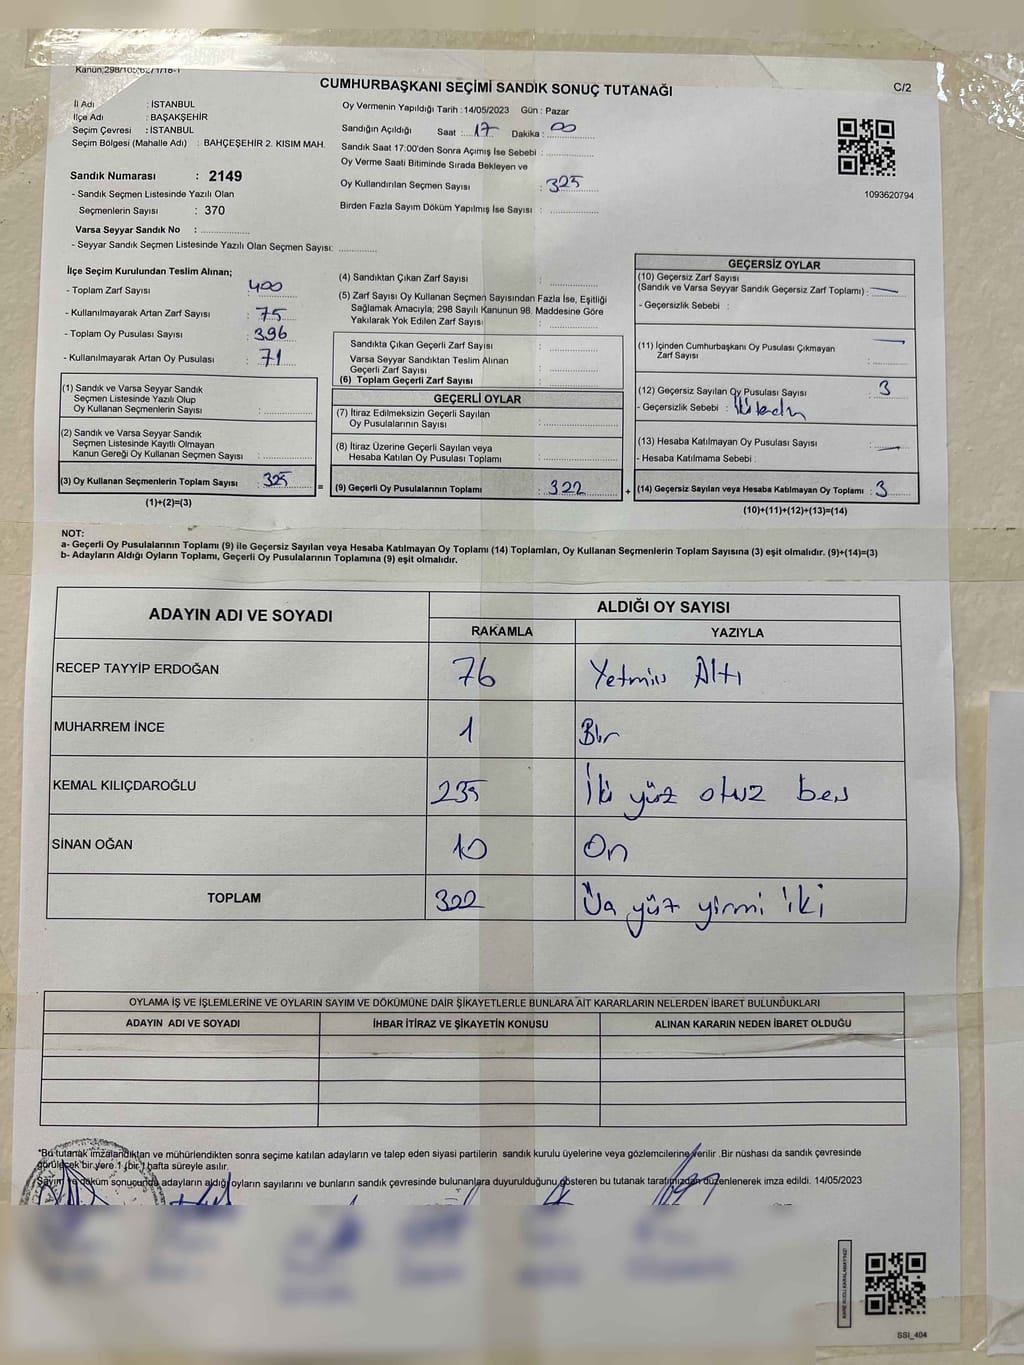 Kanun:298/105,6271/18-1
CUMHURBAŞKANI SEÇİMİ SANDIK SONUÇ TUTANAĞI
C/2
İl Adı : İSTANBUL
İlçe Adı : BAŞAKŞEHİR
Seçim Çevresi : İSTANBUL
Seçim Bölgesi (Mahalle Adı) : BAHÇEŞEHİR 2. KISIM MAH.
Sandık Numarası : 2149
- Sandık Seçmen Listesinde Yazılı Olan
Seçmenlerin Sayısı : 370
Varsa Seyyar Sandık No :
- Seyyar Sandık Seçmen Listesinde Yazılı Olan Seçmen Sayısı:
Oy Vermenin Yapıldığı Tarih : 14/05/2023 Gün : Pazar
Sandığın Açıldığı Saat : 17 Dakika : 00
Sandık Saat 17:00'den Sonra Açımış İse Sebebi :
Oy Verme Saati Bitiminde Sırada Bekleyen ve
Oy Kullandırılan Seçmen Sayısı : 325
Birden Fazla Sayım Döküm Yapılmış İse Sayısı :
1093620794
İlçe Seçim Kurulundan Teslim Alınan;
- Toplam Zarf Sayısı : 400
- Kullanılmayarak Artan Zarf Sayısı : 75
- Toplam Oy Pusulası Sayısı : 396
- Kullanılmayarak Artan Oy Pusulası : 71
(1) Sandık ve Varsa Seyyar Sandık
Seçmen Listesinde Yazılı Olup
Oy Kullanan Seçmenlerin Sayısı :
(2) Sandık ve Varsa Seyyar Sandık
Seçmen Listesinde Kayıtlı Olmayan
Kanun Gereği Oy Kullanan Seçmen Sayısı :
(3) Oy Kullanan Seçmenlerin Toplam Sayısı : 325
(1)+(2)=(3)
(4) Sandıktan Çıkan Zarf Sayısı :
(5) Zarf Sayısı Oy Kullanan Seçmen Sayısından Fazla İse, Eşitliği
Sağlamak Amacıyla; 298 Sayılı Kanunun 98. Maddesine Göre
Yakılarak Yok Edilen Zarf Sayısı :
Sandıkta Çıkan Geçerli Zarf Sayısı :
Varsa Seyyar Sandıktan Teslim Alınan
Geçerli Zarf Sayısı :
(6) Toplam Geçerli Zarf Sayısı :
GEÇERLİ OYLAR
(7) İtiraz Edilmeksizin Geçerli Sayılan
Oy Pusulalarının Sayısı :
(8) İtiraz Üzerine Geçerli Sayılan veya
Hesaba Katılan Oy Pusulası Toplamı :
= (9) Geçerli Oy Pusulalarının Toplamı : 322 +
GEÇERSİZ OYLAR
(10) Geçersiz Zarf Sayısı
(Sandık ve Varsa Seyyar Sandık Geçersiz Zarf Toplamı) : —
- Geçersizlik Sebebi :
(11) İçinden Cumhurbaşkanı Oy Pusulası Çıkmayan
Zarf Sayısı : —
(12) Geçersiz Sayılan Oy Pusulası Sayısı : 3
- Geçersizlik Sebebi :
(13) Hesaba Katılmayan Oy Pusulası Sayısı : —
- Hesaba Katılmama Sebebi :
(14) Geçersiz Sayılan veya Hesaba Katılmayan Oy Toplamı : 3
(10)+(11)+(12)+(13)=(14)
NOT:
a- Geçerli Oy Pusulalarının Toplamı (9) ile Geçersiz Sayılan veya Hesaba Katılmayan Oy Toplamı (14) Toplamları, Oy Kullanan Seçmenlerin Toplam Sayısına (3) eşit olmalıdır. (9)+(14)=(3)
b- Adayların Aldığı Oyların Toplamı, Geçerli Oy Pusulalarının Toplamına (9) eşit olmalıdır.
ADAYIN ADI VE SOYADI
ALDIĞI OY SAYISI
RAKAMLA YAZIYLA
RECEP TAYYİP ERDOĞAN 76 Yetmiş Altı
MUHARREM İNCE 1 Bir
KEMAL KILIÇDAROĞLU 235 İki yüz otuz beş
SİNAN OĞAN 10 On
TOPLAM 322 Üç yüz yirmi iki
OYLAMA İŞ VE İŞLEMLERİNE VE OYLARIN SAYIM VE DÖKÜMÜNE DAİR ŞİKAYETLERLE BUNLARA AİT KARARLARIN NELERDEN İBARET BULUNDUKLARI
ADAYIN ADI VE SOYADI İHBAR İTİRAZ VE ŞİKAYETİN KONUSU ALINAN KARARIN NEDEN İBARET OLDUĞU
*Bu tutanak imzalandıktan ve mühürlendikten sonra seçime katılan adayların ve talep eden siyasi partilerin sandık kurulu üyelerine veya gözlemcilerine verilir .Bir nüshası da sandık çevresinde
görülecek bir yere 1 (bir ) hafta süreyle asılır.
Sayım ve döküm sonucunda adayların aldığı oyların sayılarını ve bunların sandık çevresinde bulunanlara duyurulduğunu gösteren bu tutanak tarafımızdan düzenlenerek imza edildi. 14/05/2023
SSI_404